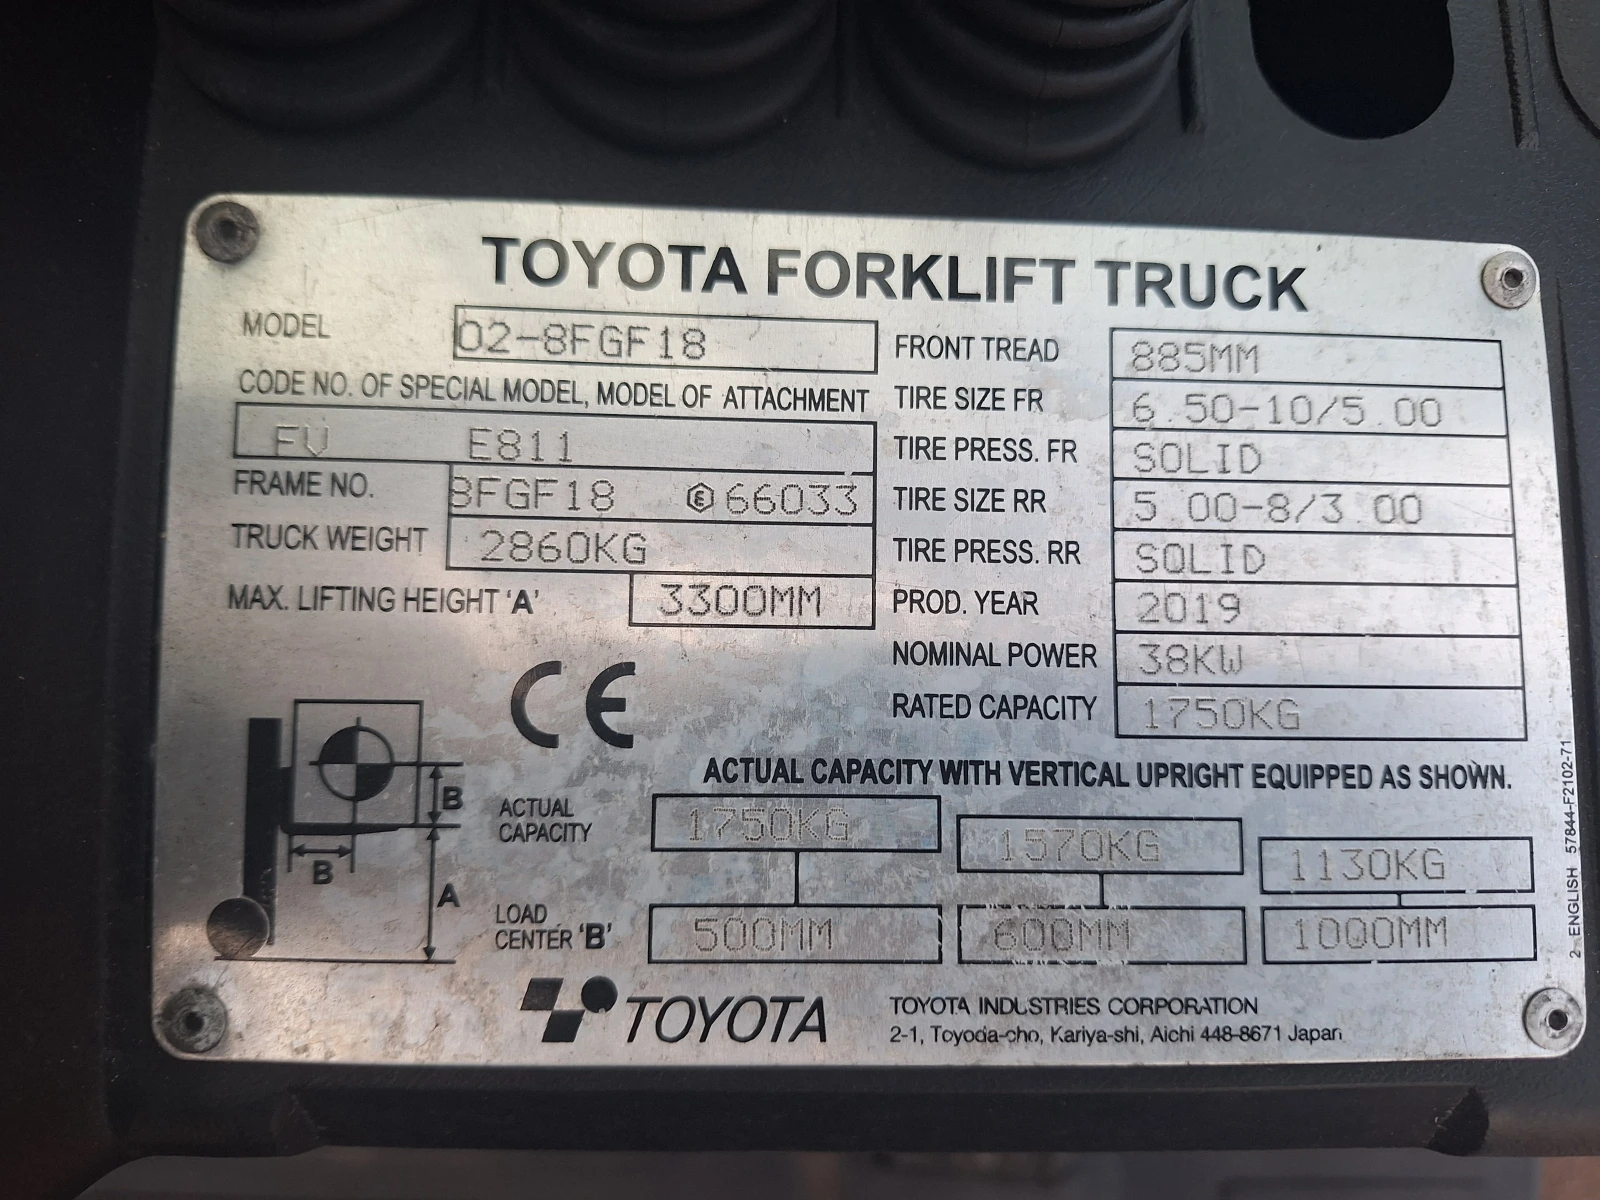 TOYOTA FORKLIFT TRUCK
MODEL 02-8FGF18
CODE NO. OF SPECIAL MODEL, MODEL OF ATTACHMENT
FV E811
FRAME NO. 8FGF18 E 66033
TRUCK WEIGHT 2860KG
MAX. LIFTING HEIGHT 'A' 3300MM
FRONT TREAD 885MM
TIRE SIZE FR 6.50-10/5.00
TIRE PRESS. FR SOLID
TIRE SIZE RR 5.00-8/3.00
TIRE PRESS. RR SOLID
PROD. YEAR 2019
NOMINAL POWER 38KW
RATED CAPACITY 1750KG
CE
ACTUAL CAPACITY WITH VERTICAL UPRIGHT EQUIPPED AS SHOWN.
B
B
A
ACTUAL
CAPACITY
1750KG 1570KG 1130KG
LOAD
CENTER 'B'
500MM 600MM 1000MM
TOYOTA
TOYOTA INDUSTRIES CORPORATION
2-1, Toyoda-cho, Kariya-shi, Aichi 448-8671 Japan
2 ENGLISH 57844-F2102-71